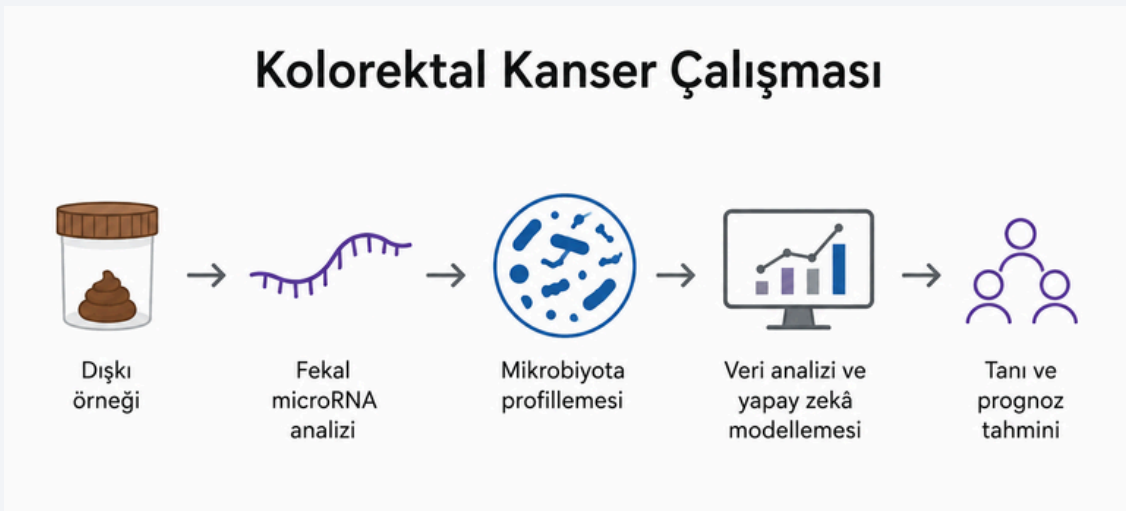 Kolorektal Kanser Çalışması
Dışkı
örneği
Fekal
microRNA
analizi
Mikrobiyota
profillemesi
Veri analizi ve
yapay zekâ
modellemesi
Tanı ve
prognoz
tahmini